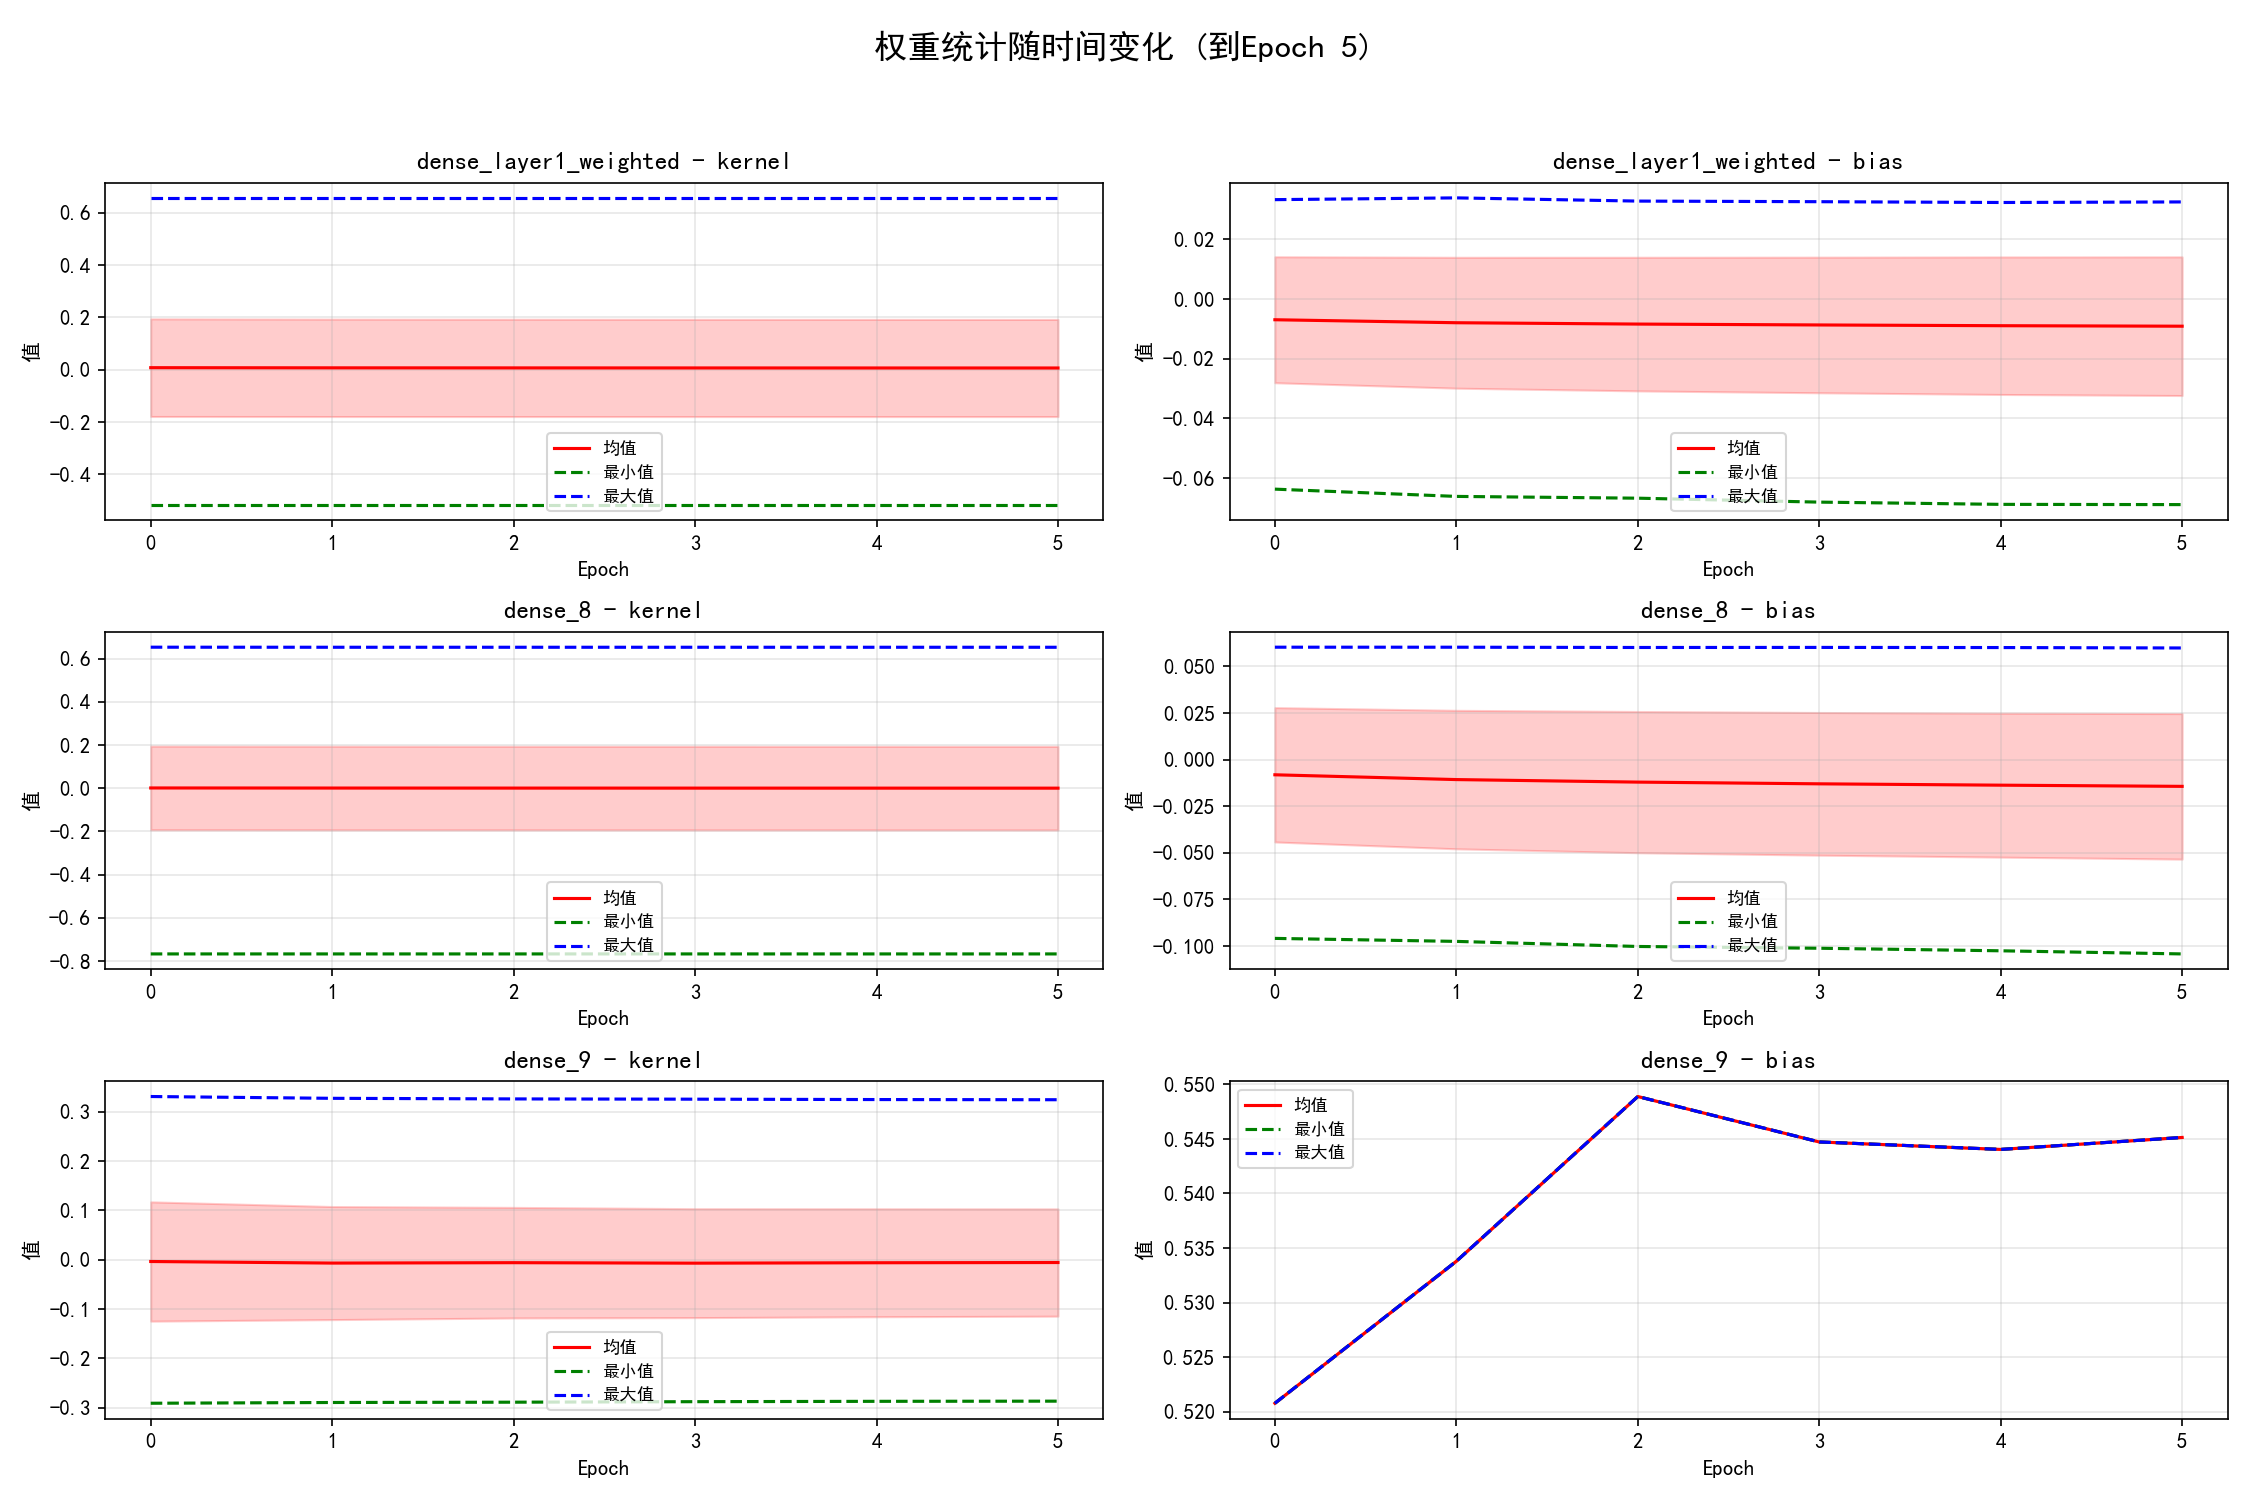 权重统计随时间变化 (到Epoch 5)
dense_layer1_weighted - kernel
值
0.6
0.4
0.2
0.0
-0.2
-0.4
均值
最小值
最大值
0 1 2 3 4 5
Epoch
dense_layer1_weighted - bias
值
0.02
0.00
-0.02
-0.04
-0.06
均值
最小值
最大值
0 1 2 3 4 5
Epoch
dense_8 - kernel
值
0.6
0.4
0.2
0.0
-0.2
-0.4
-0.6
-0.8
均值
最小值
最大值
0 1 2 3 4 5
Epoch
dense_8 - bias
值
0.050
0.025
0.000
-0.025
-0.050
-0.075
-0.100
均值
最小值
最大值
0 1 2 3 4 5
Epoch
dense_9 - kernel
值
0.3
0.2
0.1
0.0
-0.1
-0.2
-0.3
均值
最小值
最大值
0 1 2 3 4 5
Epoch
dense_9 - bias
值
0.550
0.545
0.540
0.535
0.530
0.525
0.520
均值
最小值
最大值
0 1 2 3 4 5
Epoch